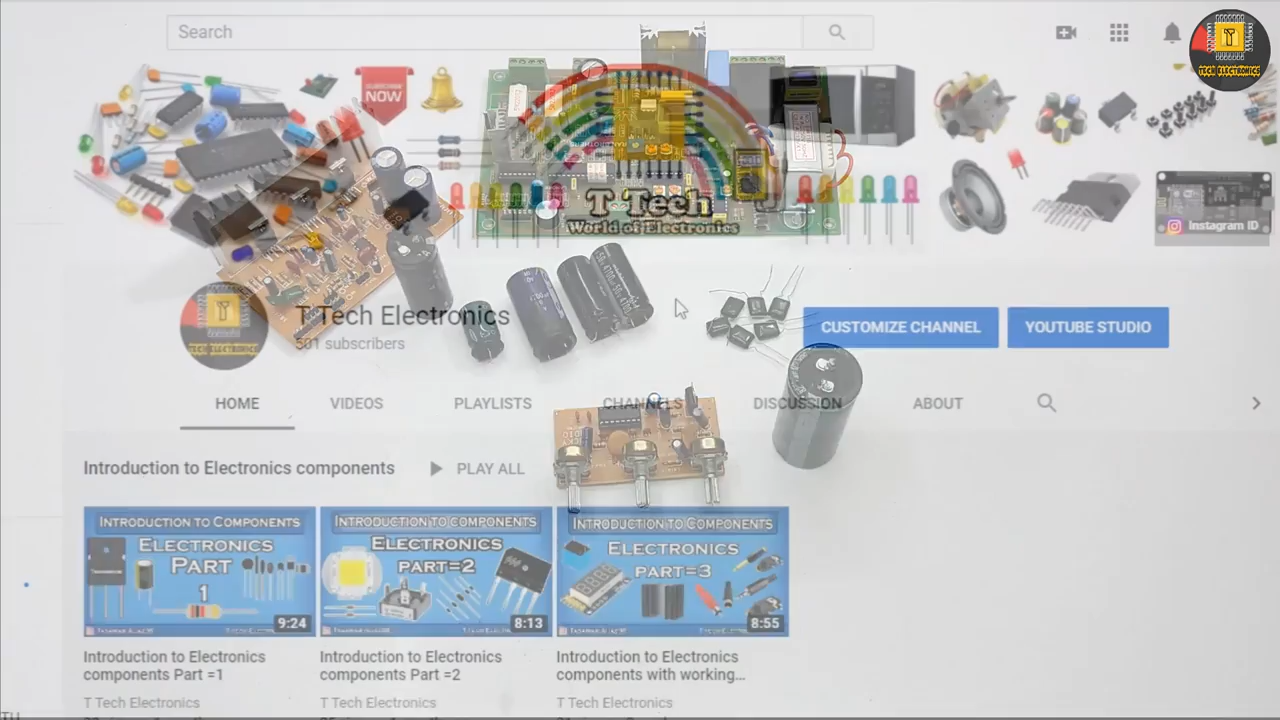 Search
TECH ELECTRONICS
SUBSCRIBE
NOW
T Tech
World of Electronics
Instagram ID
T Tech Electronics
501 subscribers
CUSTOMIZE CHANNEL
YOUTUBE STUDIO
HOME
VIDEOS
PLAYLISTS
CHANNELS
DISCUSSION
ABOUT
Introduction to Electronics components
PLAY ALL
INTRODUCTION TO COMPONENTS
ELECTRONICS
PART
1
9:24
INTRODUCTION TO COMPONENTS
ELECTRONICS
PART=2
8:13
INTRODUCTION TO COMPONENTS
ELECTRONICS
PART=3
8:55
Introduction to Electronics
components Part =1
T Tech Electronics
Introduction to Electronics
components Part =2
T Tech Electronics
Introduction to Electronics
components with working...
T Tech Electronics